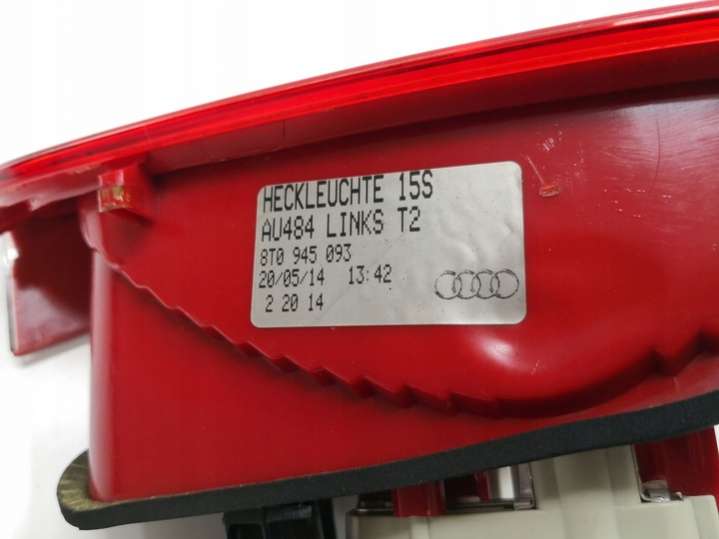 HECKLEUCHTE 15S
AU484 LINKS T2
8T0 945 093
20/05/14 13:42
2 20 14